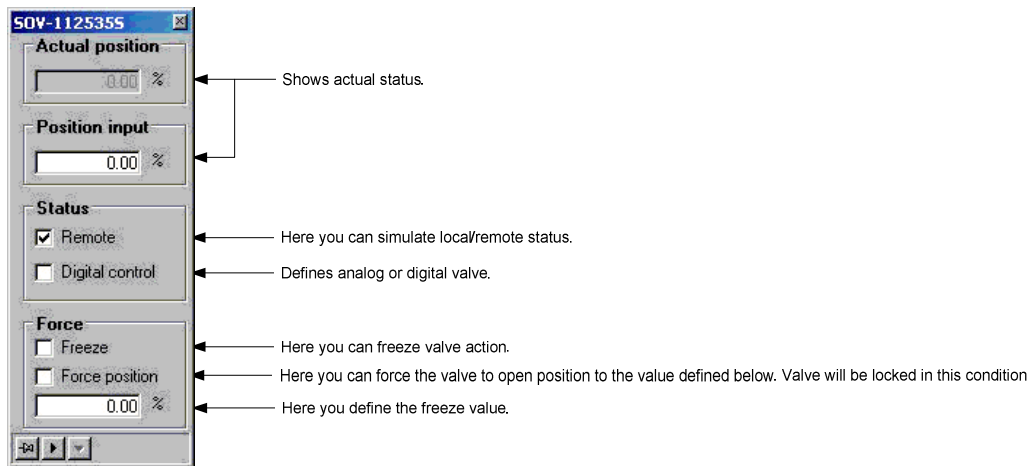 SOV-112535S
Actual position
0.00 %
Shows actual status.
Position input
0.00 %
Status
Remote
Here you can simulate local/remote status.
Digital control
Defines analog or digital valve.
Force
Freeze
Here you can freeze valve action.
Force position
Here you can force the valve to open position to the value defined below. Valve will be locked in this condition
0.00 %
Here you define the freeze value.